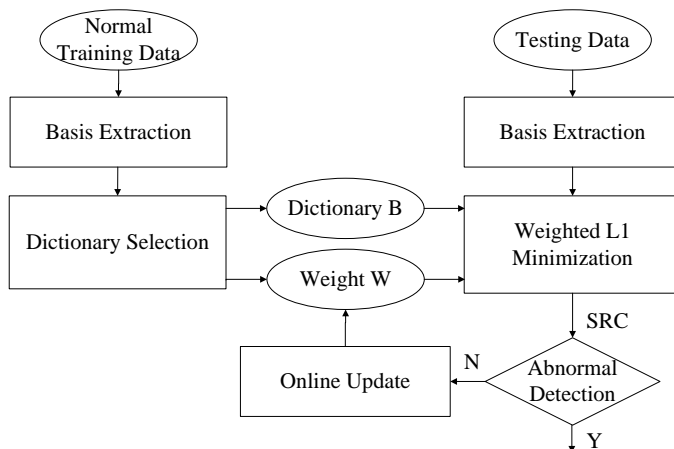 Normal
Training Data
Testing Data
Basis Extraction
Basis Extraction
Dictionary Selection
Dictionary B
Weight W
Weighted L1
Minimization
SRC
Online Update
N
Abnormal
Detection
Y